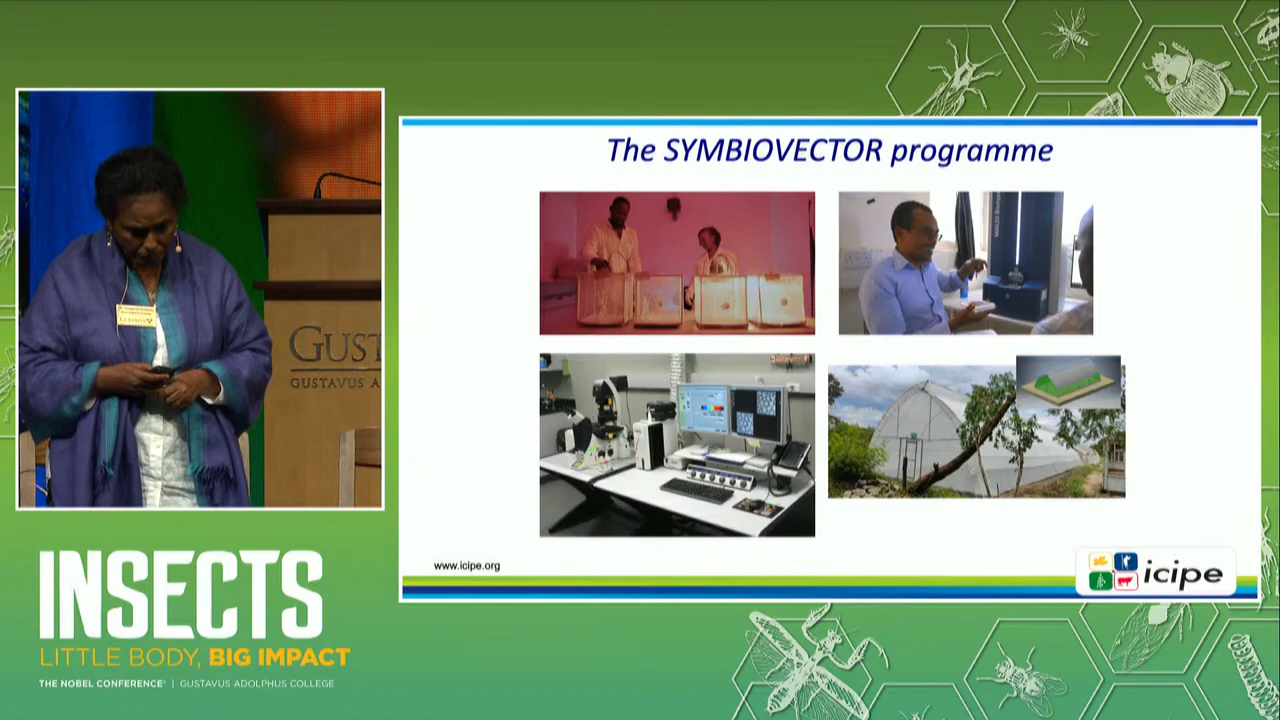 The SYMBIOVECTOR programme
GUST
GUSTAVUS A
www.icipe.org
icipe
INSECTS
LITTLE BODY, BIG IMPACT
THE NOBEL CONFERENCE® | GUSTAVUS ADOLPHUS COLLEGE